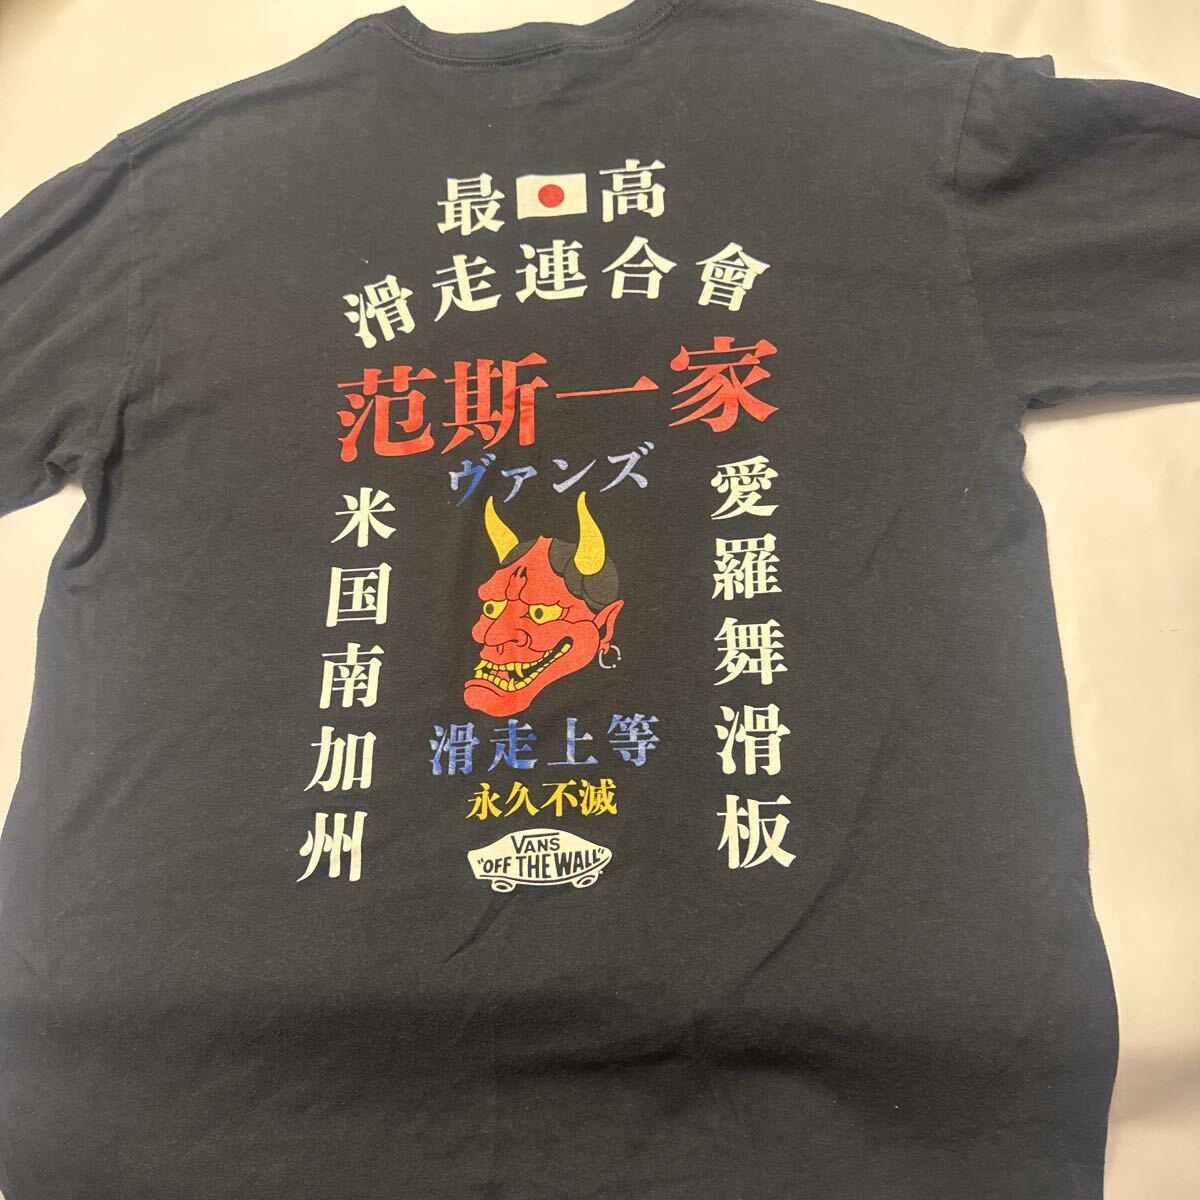 最高
滑走連合會
范斯一家
ヴァンズ
米国南加州
愛羅舞滑板
滑走上等
永久不滅
VANS
"OFF THE WALL"